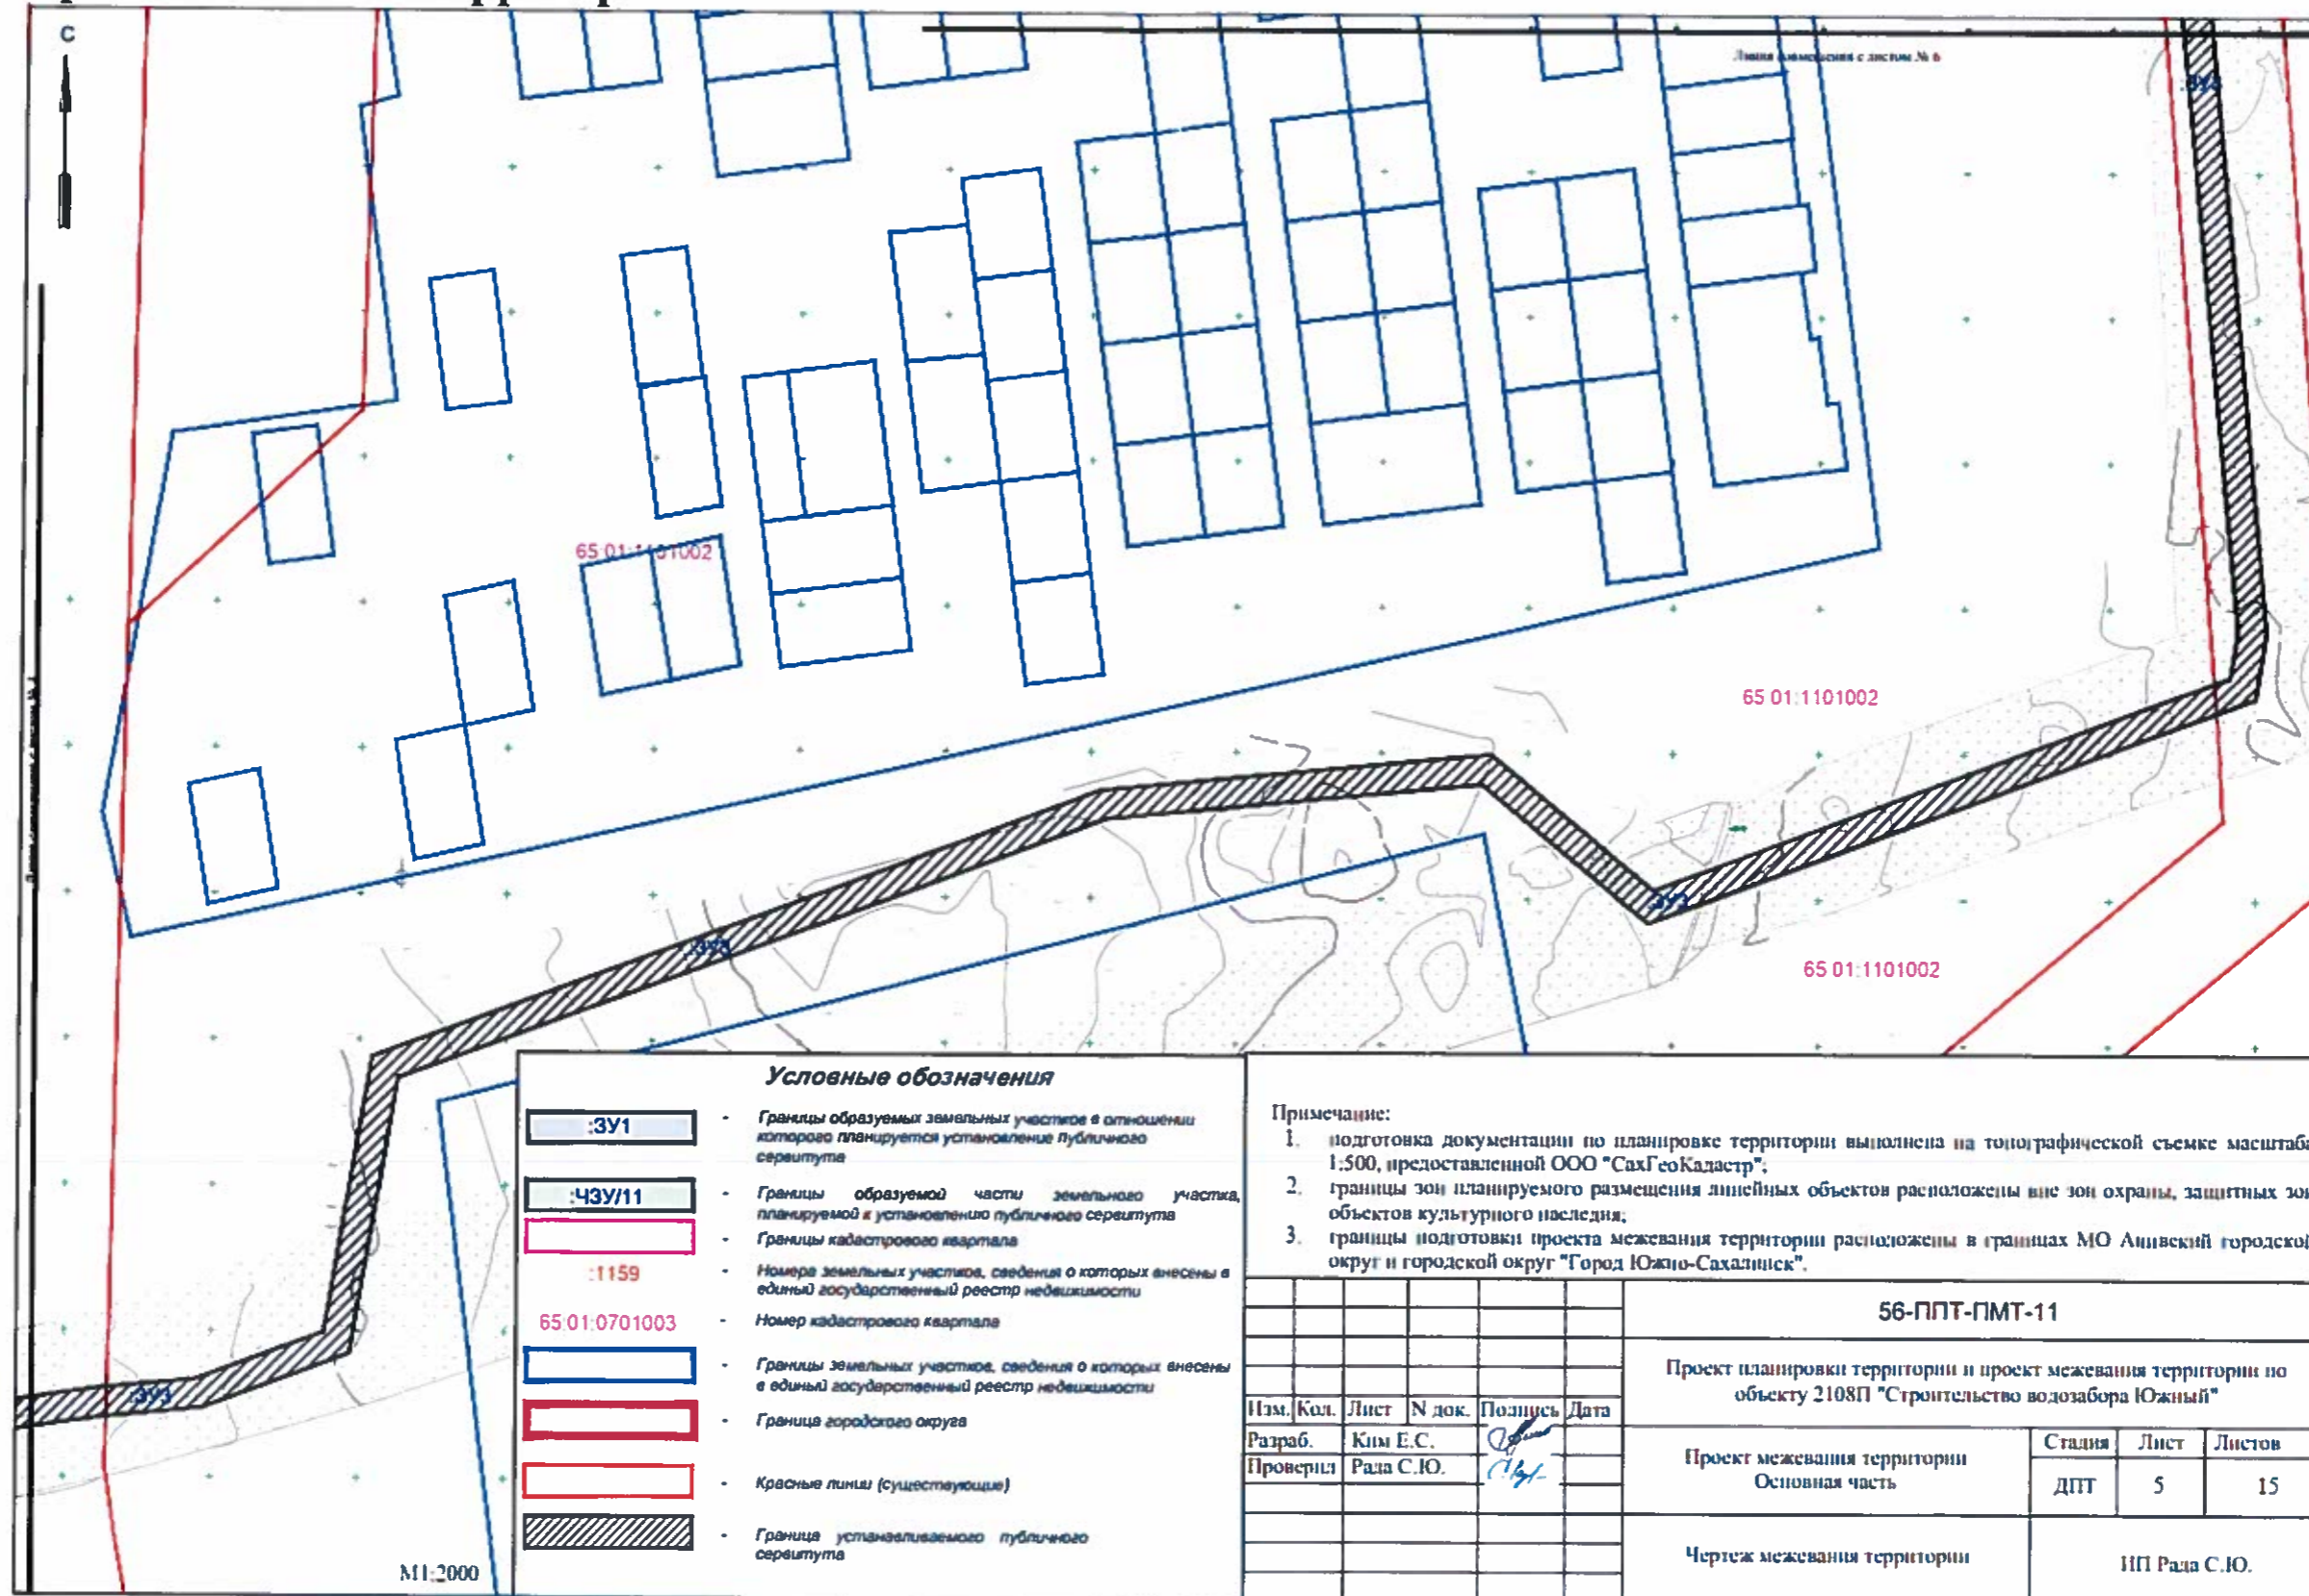 С
Линия совмещения с листом № 6
:ЗУ3
65 01:1101002
65 01:1101002
:ЗУ3
:ЗУ3
65 01:1101002
:ЗУ3
М1:2000
Условные обозначения
:ЗУ1 - Границы образуемых земельных участков в отношении
которого планируется установление публичного
сервитута
:ЧЗУ/11 - Границы образуемой части земельного участка,
планируемой к установлению публичного сервитута
- Границы кадастрового квартала
:1159 - Номера земельных участков, сведения о которых внесены в
единый государственный реестр недвижимости
65:01:0701003 - Номер кадастрового квартала
- Границы земельных участков, сведения о которых внесены
в единый государственный реестр недвижимости
- Граница городского округа
- Красные линии (существующие)
- Граница устанавливаемого публичного
сервитута
Примечание:
1. подготовка документации по планировке территории выполнена на топографической съемке масштаба
1:500, предоставленной ООО "СахГеоКадастр";
2. границы зон планируемого размещения линейных объектов расположены вне зон охраны, защитных зон
объектов культурного наследия;
3. границы подготовки проекта межевания территории расположены в границах МО Анивский городской
округ и городской округ "Город Южно-Сахалинск".
56-ППТ-ПМТ-11
Проект планировки территории и проект межевания территории по
объекту 2108П "Строительство водозабора Южный"
Изм. Кол. Лист N док. Подпись Дата
Разраб. Ким Е.С.
Проверил Рада С.Ю.
Проект межевания территории
Основная часть
Стадия Лист Листов
ДПТ 5 15
Чертеж межевания территории
ИП Рада С.Ю.